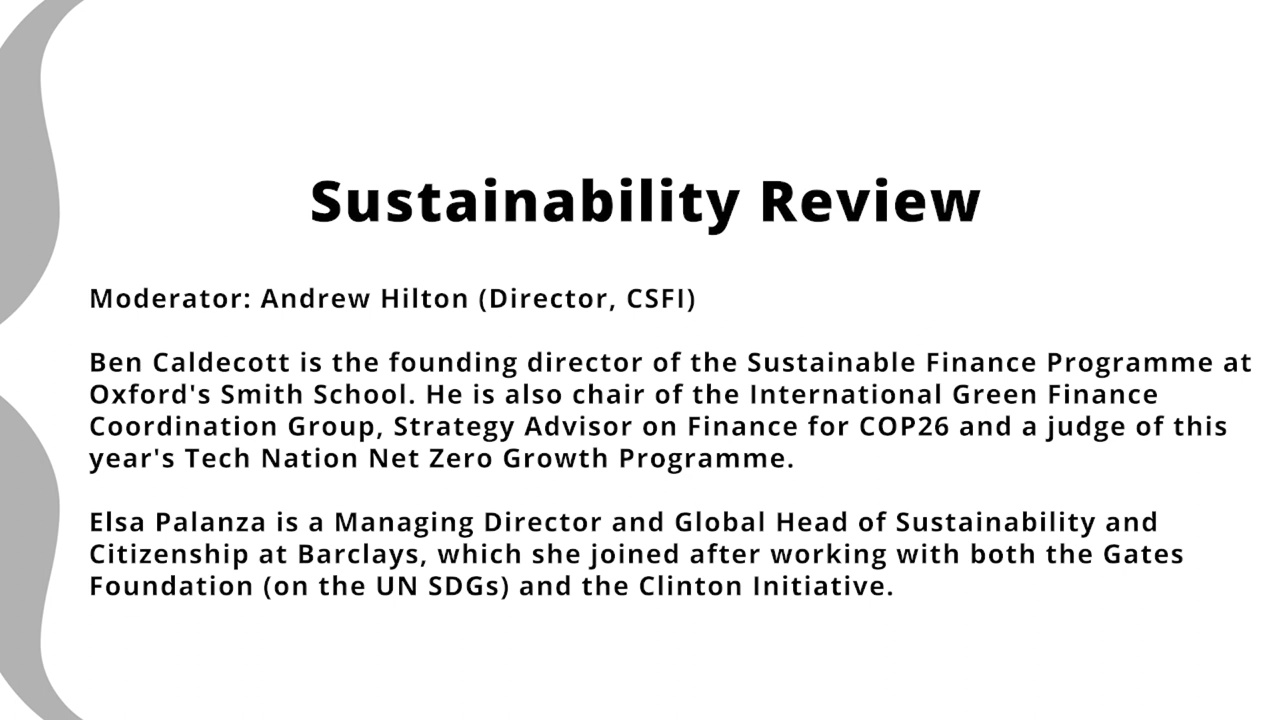 Sustainability Review
Moderator: Andrew Hilton (Director, CSFI)
Ben Caldecott is the founding director of the Sustainable Finance Programme at
Oxford's Smith School. He is also chair of the International Green Finance
Coordination Group, Strategy Advisor on Finance for COP26 and a judge of this
year's Tech Nation Net Zero Growth Programme.
Elsa Palanza is a Managing Director and Global Head of Sustainability and
Citizenship at Barclays, which she joined after working with both the Gates
Foundation (on the UN SDGs) and the Clinton Initiative.